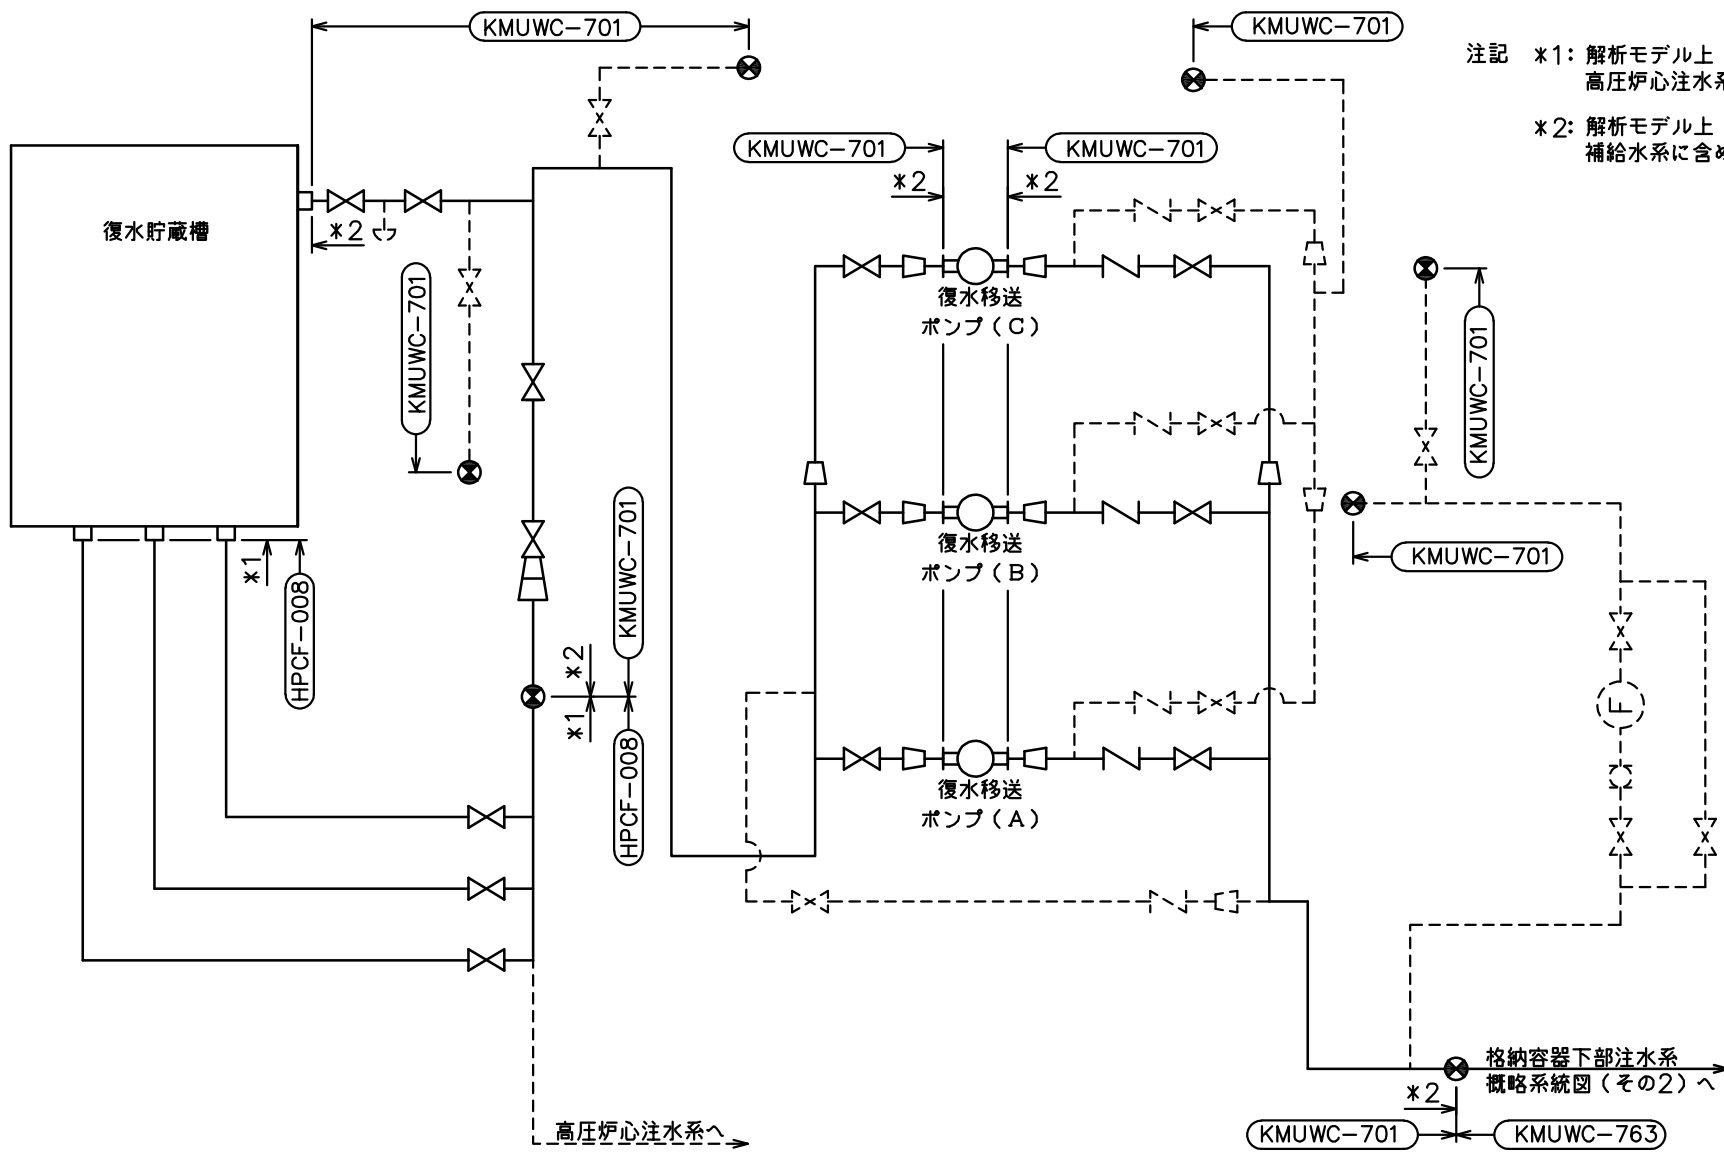 KMUWC-701
KMUWC-701
注記 *1: 解析モデル上
高圧炉心注水系
*2: 解析モデル上
補給水系に含め
KMUWC-701
KMUWC-701
*2
*2
復水貯蔵槽
*2
KMUWC-701
復水移送
ポンプ(C)
KMUWC-701
KMUWC-701
復水移送
ポンプ(B)
KMUWC-701
*1
HPCF-008
*2
*1
HPCF-008
F
復水移送
ポンプ(A)
格納容器下部注水系
概略系統図(その2)へ
*2
高圧炉心注水系へ
KMUWC-701
KMUWC-763